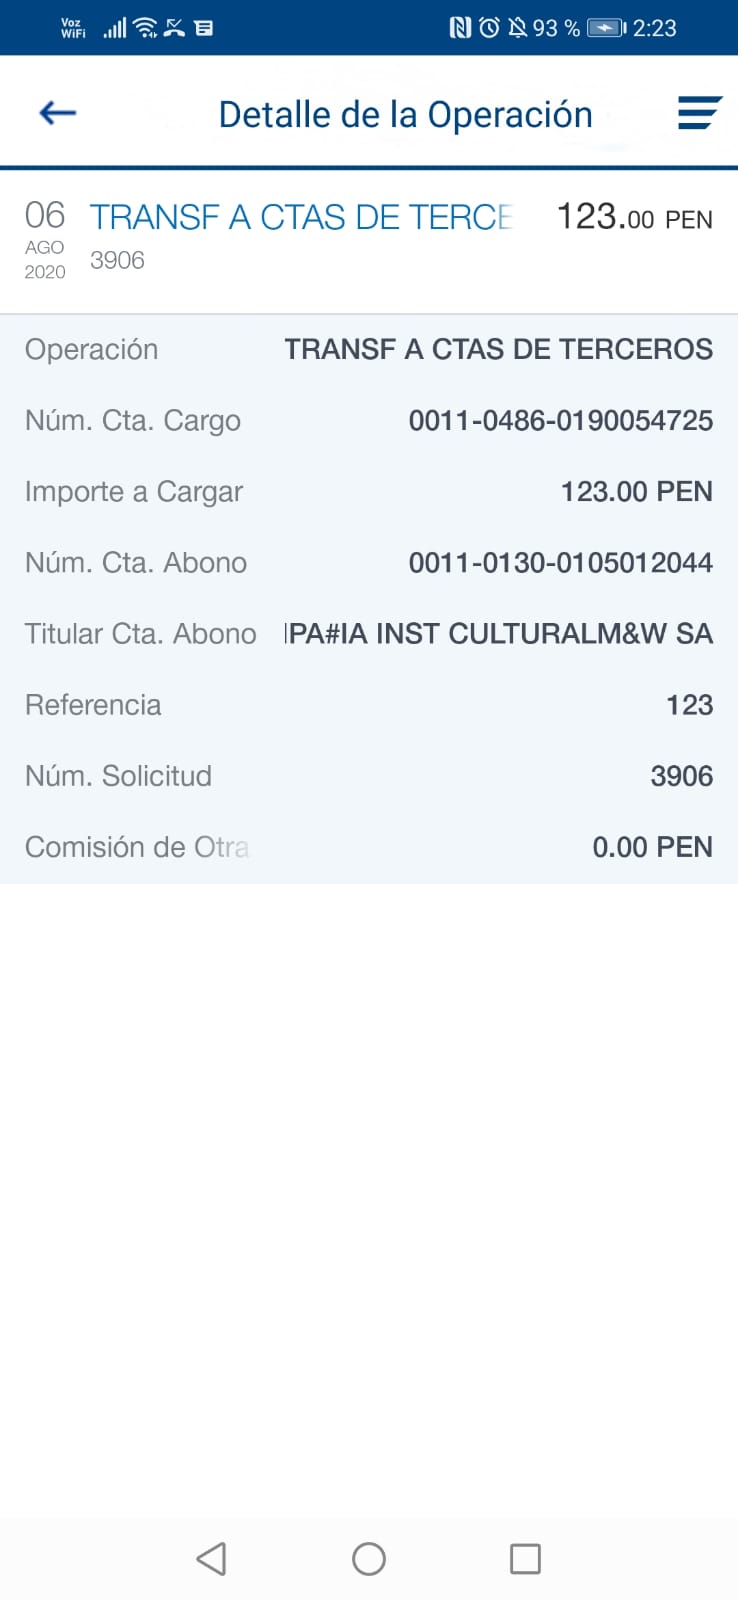 Voz
WiFi
93 %
2:23
Detalle de la Operación
06
AGO
2020
TRANSF A CTAS DE TERCE
123.00 PEN
3906
Operación TRANSF A CTAS DE TERCEROS
Núm. Cta. Cargo 0011-0486-0190054725
Importe a Cargar 123.00 PEN
Núm. Cta. Abono 0011-0130-0105012044
Titular Cta. Abono IPA#IA INST CULTURALM&W SA
Referencia 123
Núm. Solicitud 3906
Comisión de Otra 0.00 PEN